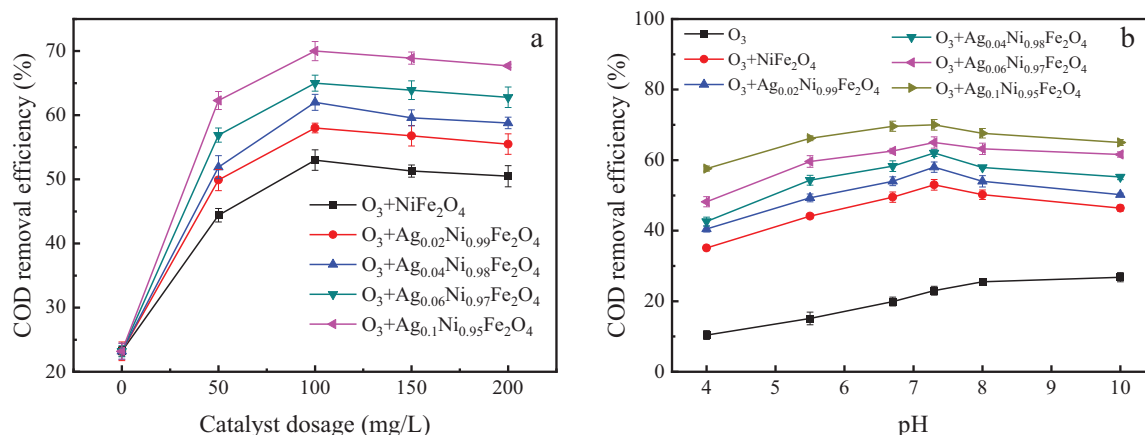 a
COD removal efficiency (%)
70
60
50
40
30
20
O₃+NiFe₂O₄
O₃+Ag₀.₀₂Ni₀.₉₉Fe₂O₄
O₃+Ag₀.₀₄Ni₀.₉₈Fe₂O₄
O₃+Ag₀.₀₆Ni₀.₉₇Fe₂O₄
O₃+Ag₀.₁Ni₀.₉₅Fe₂O₄
0 50 100 150 200
Catalyst dosage (mg/L)
b
COD removal efficiency (%)
100
80
60
40
20
0
O₃
O₃+NiFe₂O₄
O₃+Ag₀.₀₂Ni₀.₉₉Fe₂O₄
O₃+Ag₀.₀₄Ni₀.₉₈Fe₂O₄
O₃+Ag₀.₀₆Ni₀.₉₇Fe₂O₄
O₃+Ag₀.₁Ni₀.₉₅Fe₂O₄
4 5 6 7 8 9 10
pH